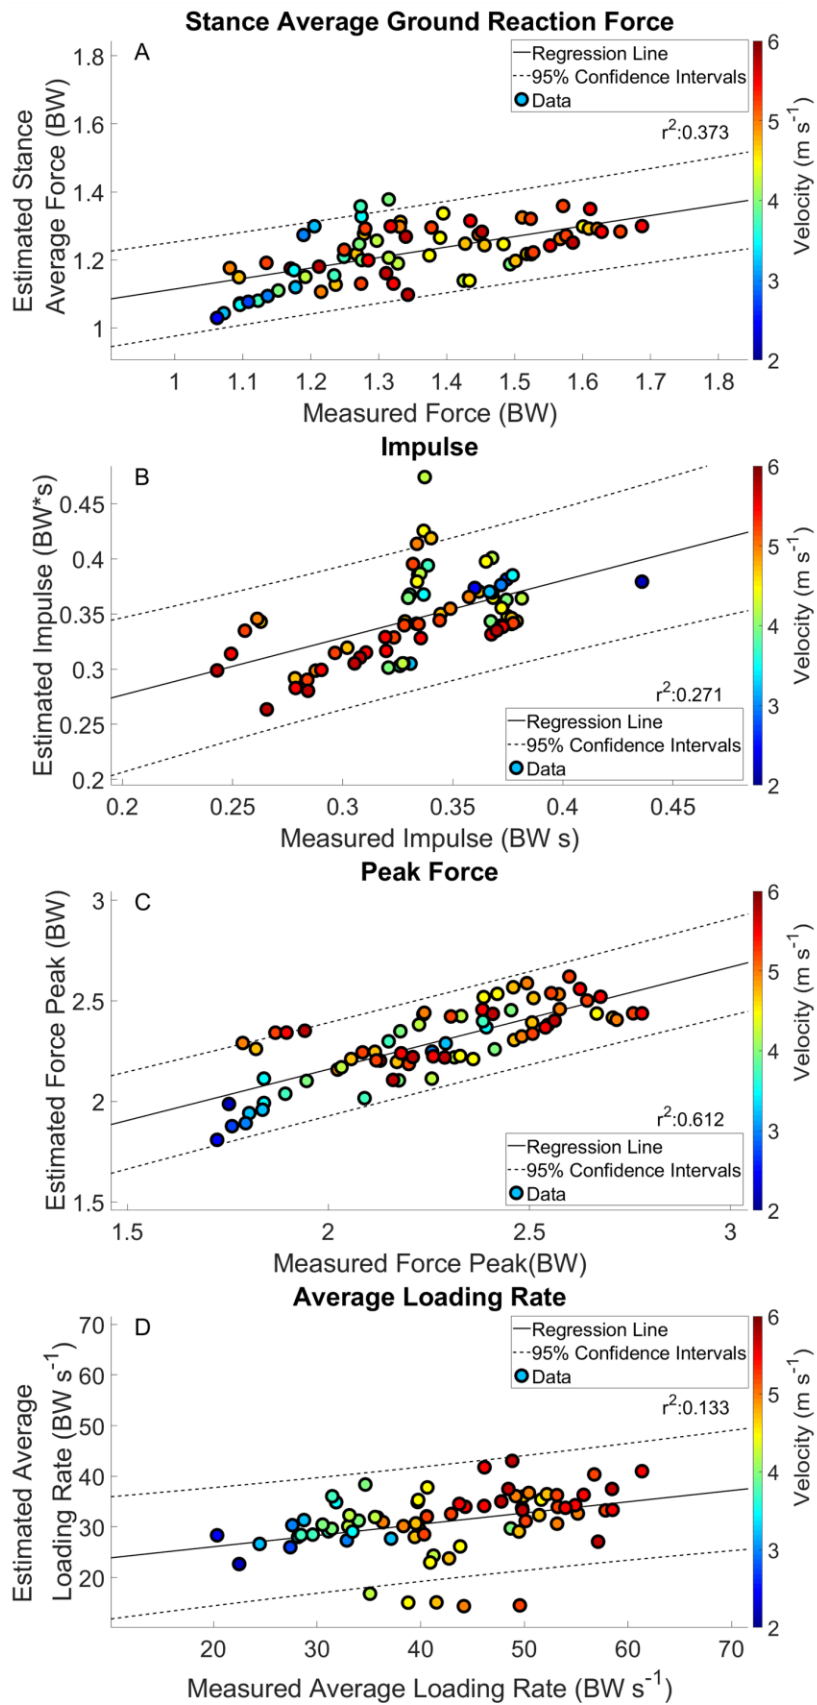 Stance Average Ground Reaction Force
A
Regression Line
95% Confidence Intervals
Data
r²:0.373
Estimated Stance
Average Force (BW)
1.8
1.6
1.4
1.2
1
1 1.1 1.2 1.3 1.4 1.5 1.6 1.7 1.8
Measured Force (BW)
6
5
4
3
2
Velocity (m s⁻¹)
Impulse
B
Estimated Impulse (BW*s)
0.45
0.4
0.35
0.3
0.25
0.2
r²:0.271
Regression Line
95% Confidence Intervals
Data
0.2 0.25 0.3 0.35 0.4 0.45
Measured Impulse (BW s)
6
5
4
3
2
Velocity (m s⁻¹)
Peak Force
C
Estimated Force Peak (BW)
3
2.5
2
1.5
r²:0.612
Regression Line
95% Confidence Intervals
Data
1.5 2 2.5 3
Measured Force Peak(BW)
6
5
4
3
2
Velocity (m s⁻¹)
Average Loading Rate
D
Regression Line
95% Confidence Intervals
Data
r²:0.133
Estimated Average
Loading Rate (BW s⁻¹)
70
60
50
40
30
20
20 30 40 50 60 70
Measured Average Loading Rate (BW s⁻¹)
6
5
4
3
2
Velocity (m s⁻¹)